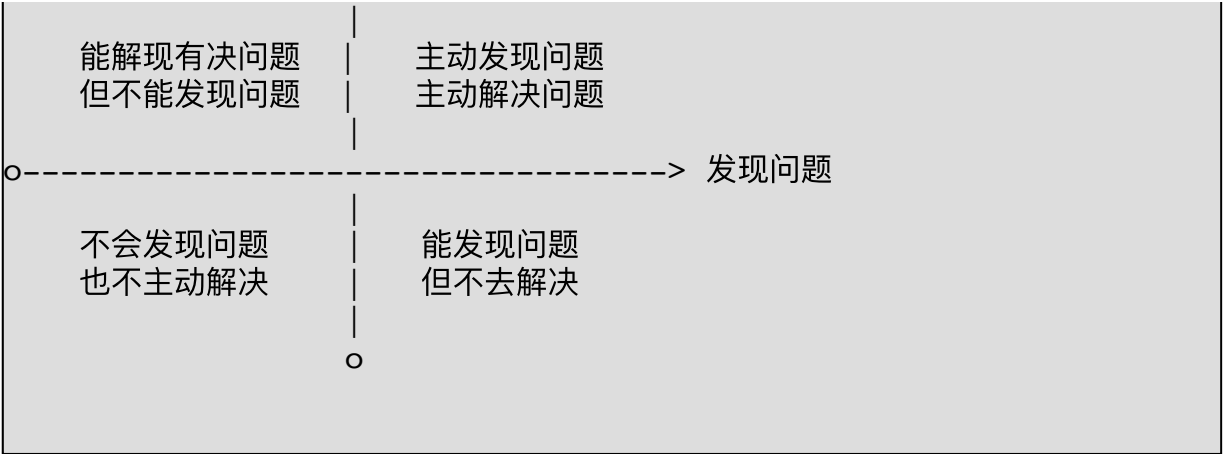 |
能解现有决问题 | 主动发现问题
但不能发现问题 | 主动解决问题
|
o----------------------------------> 发现问题
|
不会发现问题 | 能发现问题
也不主动解决 | 但不去解决
|
o